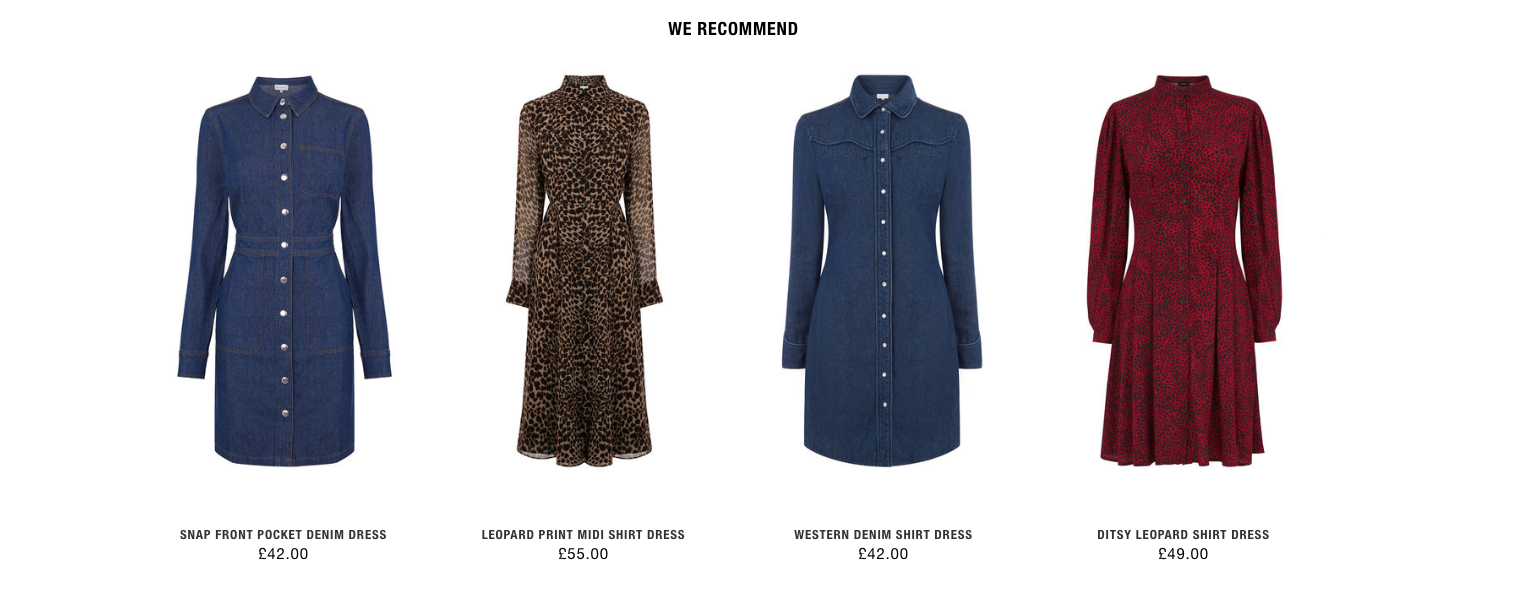 WE RECOMMEND
SNAP FRONT POCKET DENIM DRESS
£42.00
LEOPARD PRINT MIDI SHIRT DRESS
£55.00
WESTERN DENIM SHIRT DRESS
£42.00
DITSY LEOPARD SHIRT DRESS
£49.00